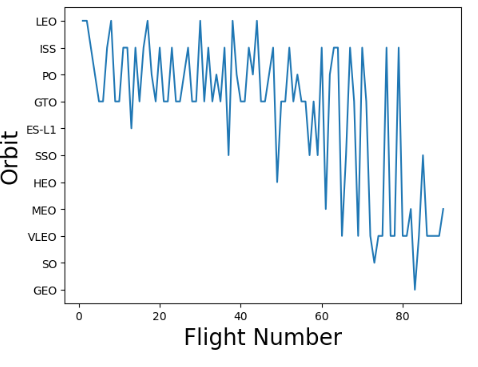 LEO
ISS
PO
GTO
ES-L1
SSO
HEO
MEO
VLEO
SO
GEO
Orbit
0 20 40 60 80
Flight Number